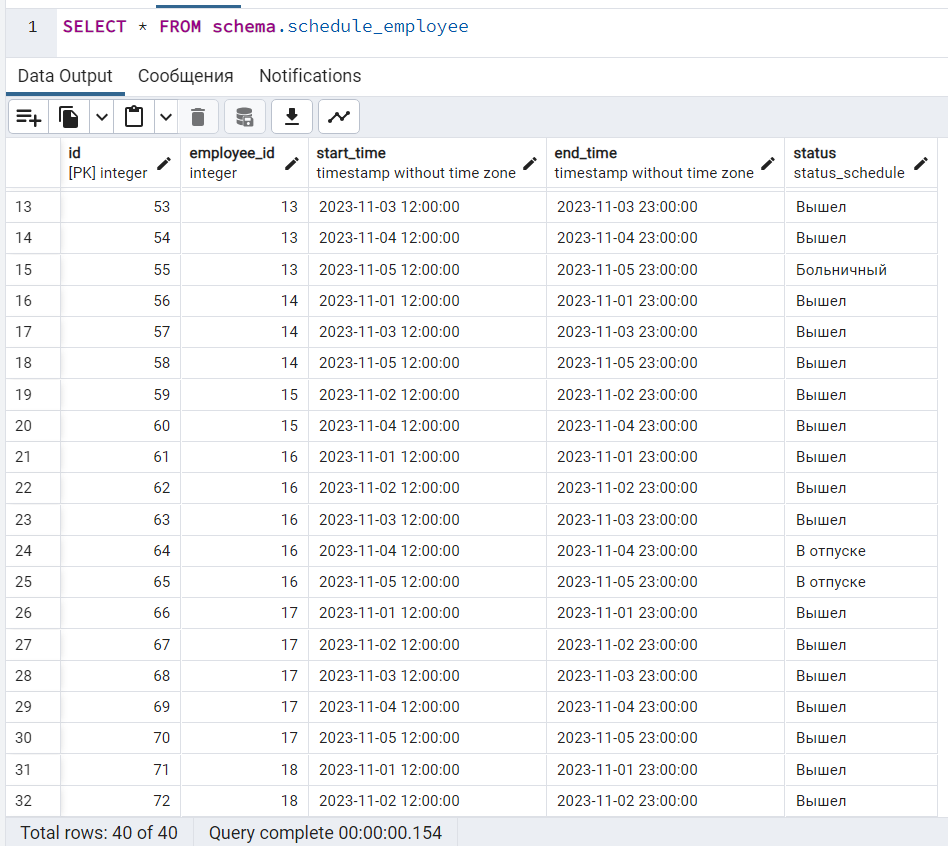 1 SELECT * FROM schema.schedule_employee
Data Output Сообщения Notifications
id employee_id start_time end_time status
[PK] integer integer timestamp without time zone timestamp without time zone status_schedule
13 53 13 2023-11-03 12:00:00 2023-11-03 23:00:00 Вышел
14 54 13 2023-11-04 12:00:00 2023-11-04 23:00:00 Вышел
15 55 13 2023-11-05 12:00:00 2023-11-05 23:00:00 Больничный
16 56 14 2023-11-01 12:00:00 2023-11-01 23:00:00 Вышел
17 57 14 2023-11-03 12:00:00 2023-11-03 23:00:00 Вышел
18 58 14 2023-11-05 12:00:00 2023-11-05 23:00:00 Вышел
19 59 15 2023-11-02 12:00:00 2023-11-02 23:00:00 Вышел
20 60 15 2023-11-04 12:00:00 2023-11-04 23:00:00 Вышел
21 61 16 2023-11-01 12:00:00 2023-11-01 23:00:00 Вышел
22 62 16 2023-11-02 12:00:00 2023-11-02 23:00:00 Вышел
23 63 16 2023-11-03 12:00:00 2023-11-03 23:00:00 Вышел
24 64 16 2023-11-04 12:00:00 2023-11-04 23:00:00 В отпуске
25 65 16 2023-11-05 12:00:00 2023-11-05 23:00:00 В отпуске
26 66 17 2023-11-01 12:00:00 2023-11-01 23:00:00 Вышел
27 67 17 2023-11-02 12:00:00 2023-11-02 23:00:00 Вышел
28 68 17 2023-11-03 12:00:00 2023-11-03 23:00:00 Вышел
29 69 17 2023-11-04 12:00:00 2023-11-04 23:00:00 Вышел
30 70 17 2023-11-05 12:00:00 2023-11-05 23:00:00 Вышел
31 71 18 2023-11-01 12:00:00 2023-11-01 23:00:00 Вышел
32 72 18 2023-11-02 12:00:00 2023-11-02 23:00:00 Вышел
Total rows: 40 of 40 Query complete 00:00:00.154